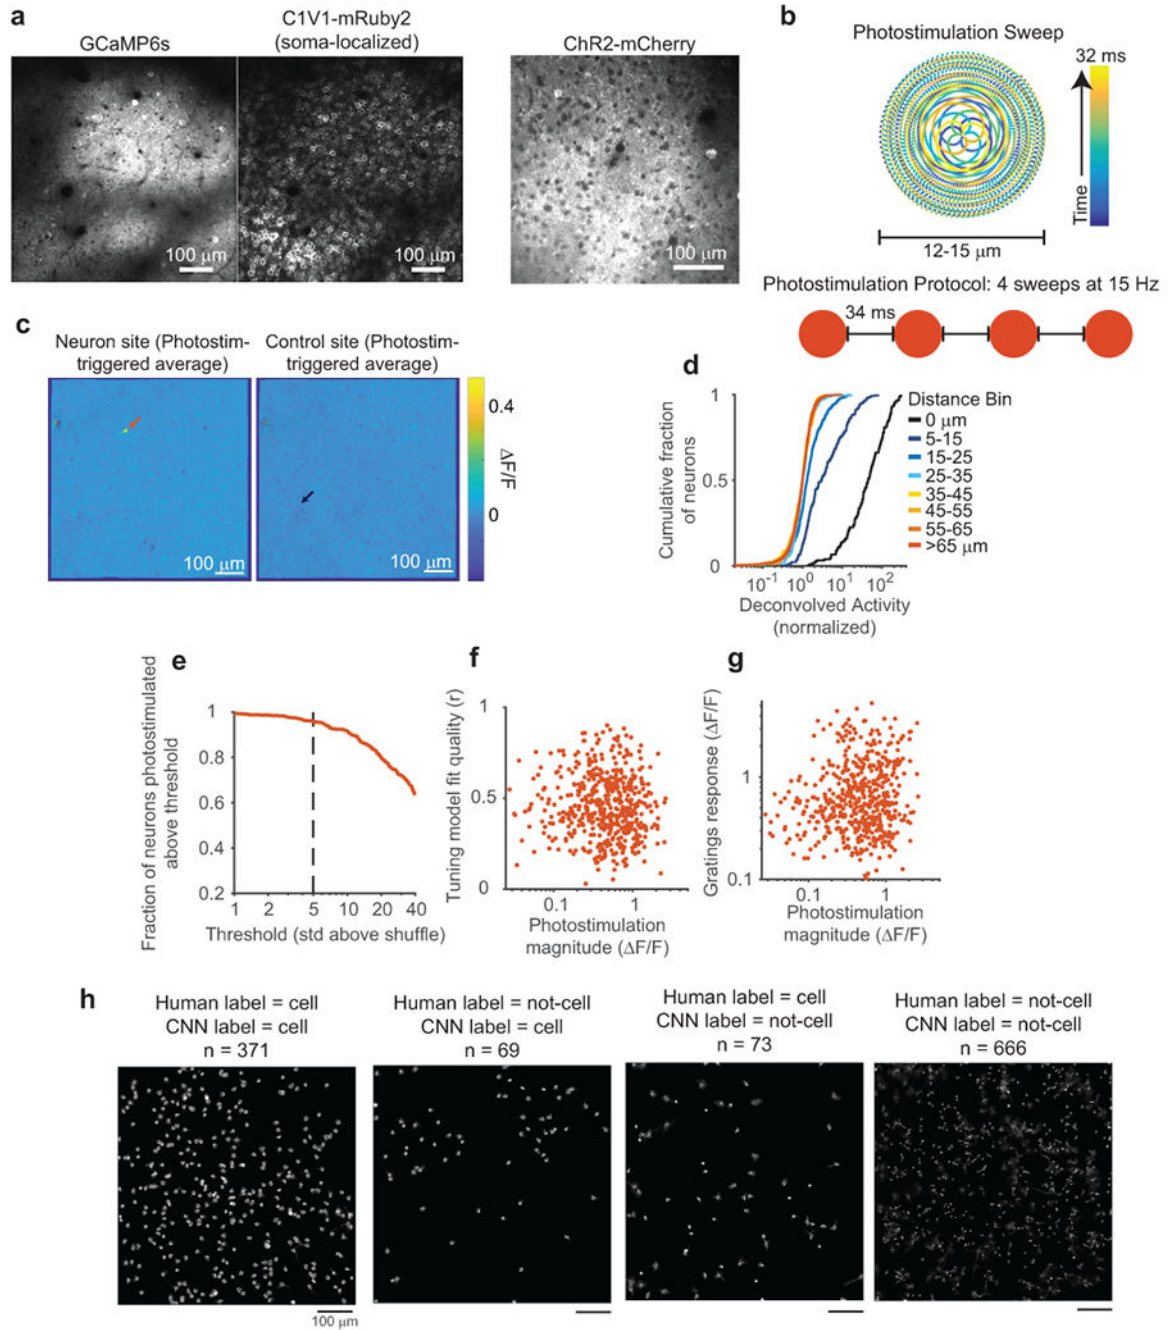 a
GCaMP6s
C1V1-mRuby2
(soma-localized)
ChR2-mCherry
100 µm
100 µm
100 µm
b
Photostimulation Sweep
32 ms
Time
12-15 µm
Photostimulation Protocol: 4 sweeps at 15 Hz
34 ms
c
Neuron site (Photostim-
triggered average)
Control site (Photostim-
triggered average)
0.4
0
ΔF/F
100 µm
100 µm
d
Cumulative fraction
of neurons
1
0.5
0
10⁻¹ 10⁰ 10¹ 10²
Deconvolved Activity
(normalized)
Distance Bin
0 µm
5-15
15-25
25-35
35-45
45-55
55-65
>65 µm
e
Fraction of neurons photostimulated
above threshold
1
0.8
0.6
0.4
0.2
1 2 5 10 20 40
Threshold (std above shuffle)
f
Tuning model fit quality (r)
1
0.5
0
0.1 1
Photostimulation
magnitude (ΔF/F)
g
Gratings response (ΔF/F)
1
0.1
0.1 1
Photostimulation
magnitude (ΔF/F)
h
Human label = cell
CNN label = cell
n = 371
Human label = not-cell
CNN label = cell
n = 69
Human label = cell
CNN label = not-cell
n = 73
Human label = not-cell
CNN label = not-cell
n = 666
100 µm